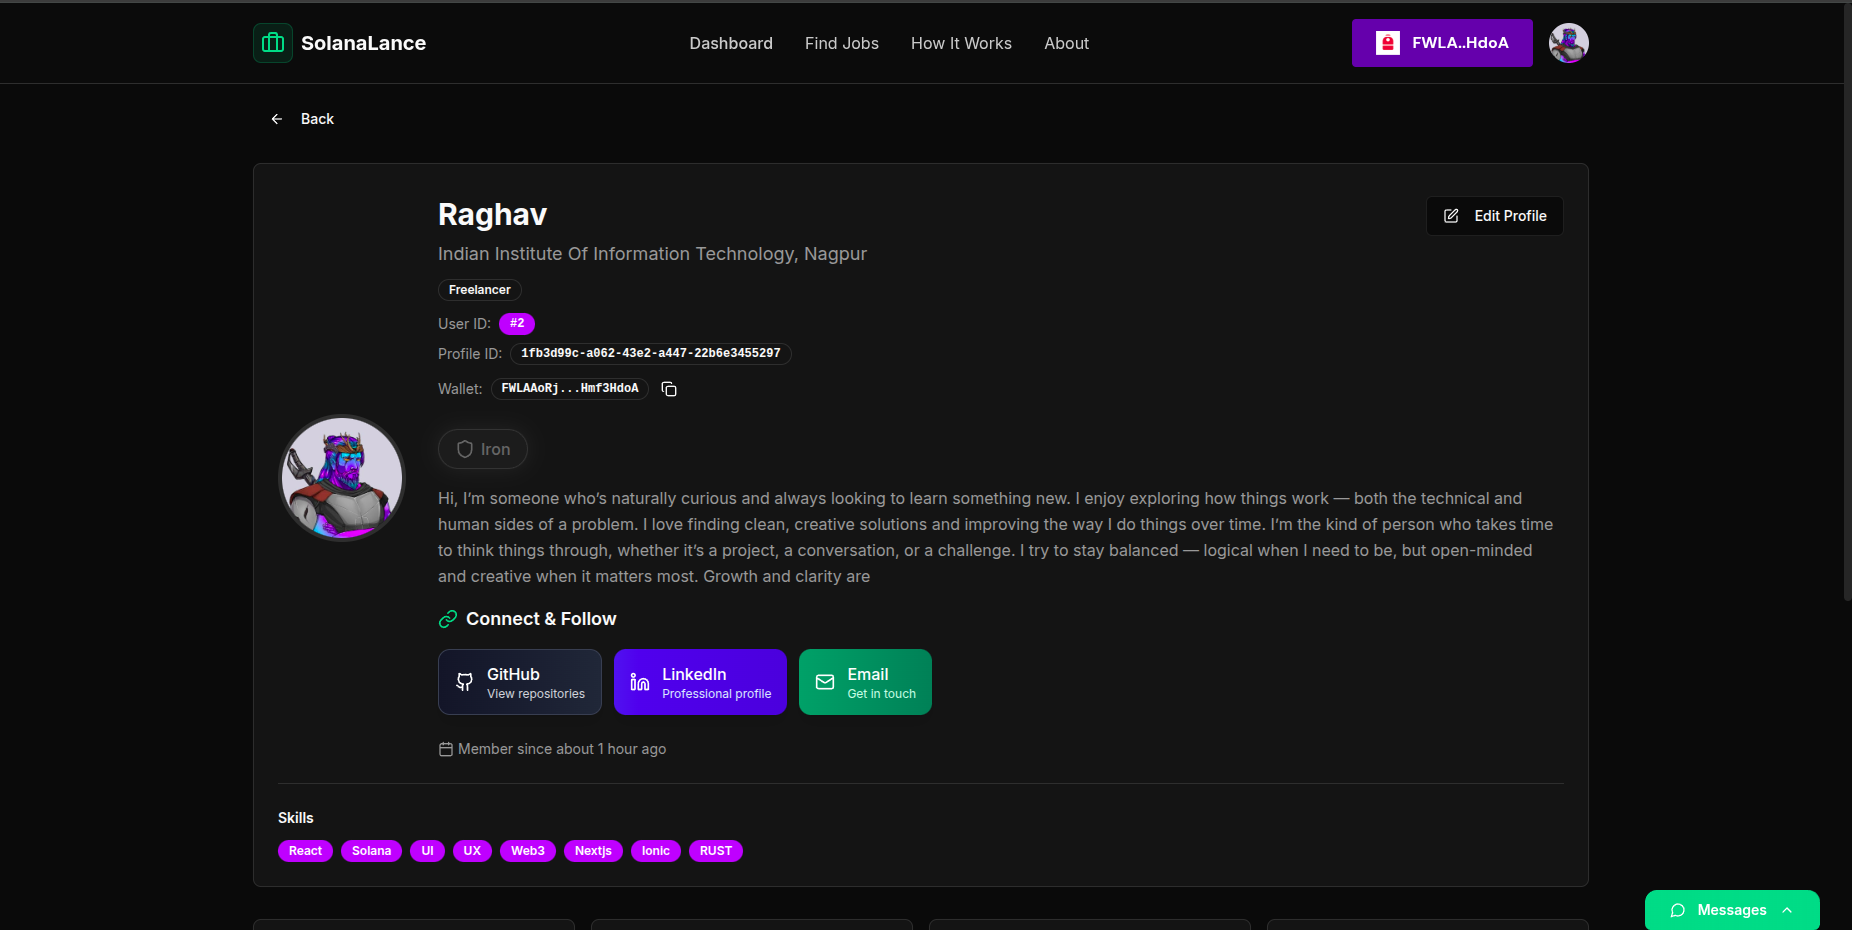 SolanaLance
Dashboard
Find Jobs
How It Works
About
FWLA..HdoA
Back
Raghav
Edit Profile
Indian Institute Of Information Technology, Nagpur
Freelancer
User ID: #2
Profile ID: 1fb3d99c-a062-43e2-a447-22b6e3455297
Wallet: FWLAAoRj...Hmf3HdoA
Iron
Hi, I'm someone who's naturally curious and always looking to learn something new. I enjoy exploring how things work — both the technical and
human sides of a problem. I love finding clean, creative solutions and improving the way I do things over time. I'm the kind of person who takes time
to think things through, whether it's a project, a conversation, or a challenge. I try to stay balanced — logical when I need to be, but open-minded
and creative when it matters most. Growth and clarity are
Connect & Follow
GitHub
View repositories
LinkedIn
Professional profile
Email
Get in touch
Member since about 1 hour ago
Skills
React
Solana
UI
UX
Web3
Nextjs
Ionic
RUST
Messages